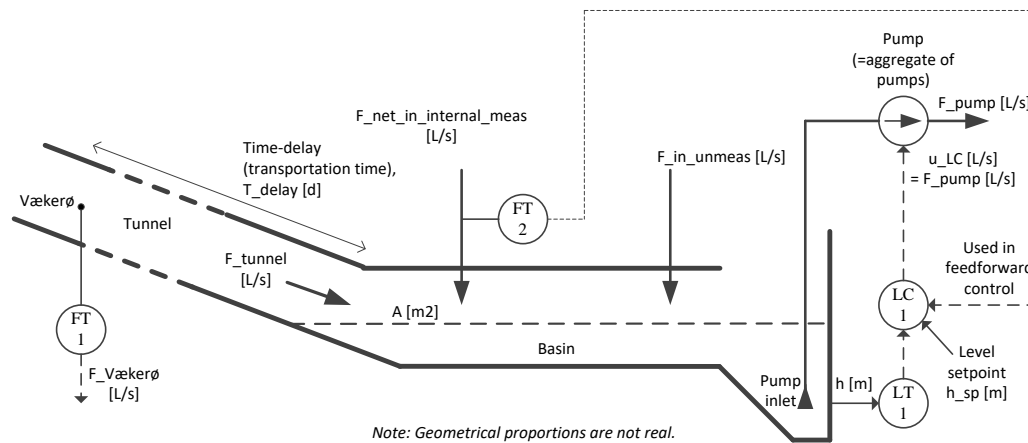 Pump
(=aggregate of
pumps)
F_pump [L/s]
F_net_in_internal_meas
[L/s]
Time-delay
(transportation time),
T_delay [d]
F_in_unmeas [L/s]
u_LC [L/s]
= F_pump [L/s]
Vækerø
Tunnel
FT
2
F_tunnel
[L/s]
Used in
feedforward
control
A [m2]
LC
1
FT
1
Basin
Level
setpoint
h_sp [m]
F_Vækerø
[L/s]
Pump
inlet
h [m]
LT
1
Note: Geometrical proportions are not real.